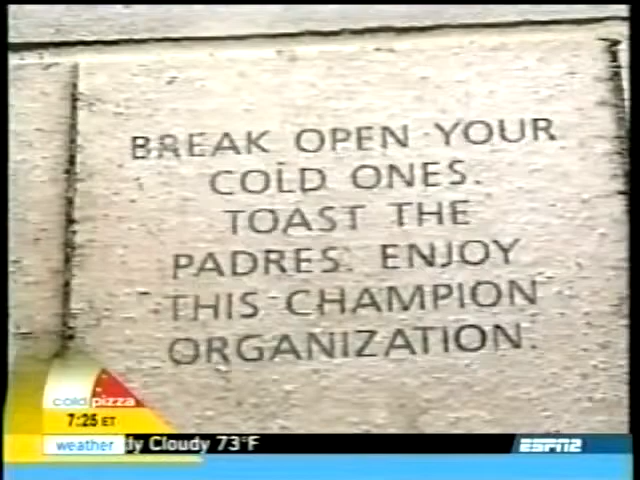 BREAK OPEN YOUR
COLD ONES.
TOAST THE
PADRES. ENJOY
THIS CHAMPION
ORGANIZATION.
cold pizza
7:25 ET
weather dy Cloudy 73°F
ESPN2